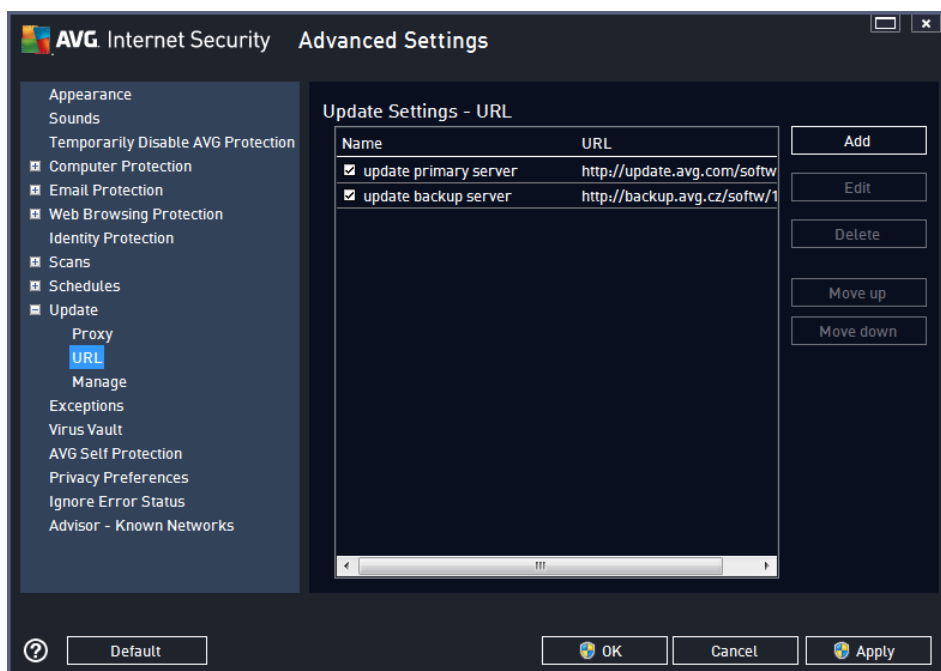 AVG. Internet Security Advanced Settings
Appearance
Sounds
Temporarily Disable AVG Protection
Computer Protection
Email Protection
Web Browsing Protection
Identity Protection
Scans
Schedules
Update
Proxy
URL
Manage
Exceptions
Virus Vault
AVG Self Protection
Privacy Preferences
Ignore Error Status
Advisor - Known Networks
Update Settings - URL
Name URL
update primary server http://update.avg.com/softw
update backup server http://backup.avg.cz/softw/1
Add
Edit
Delete
Move up
Move down
? Default OK Cancel Apply